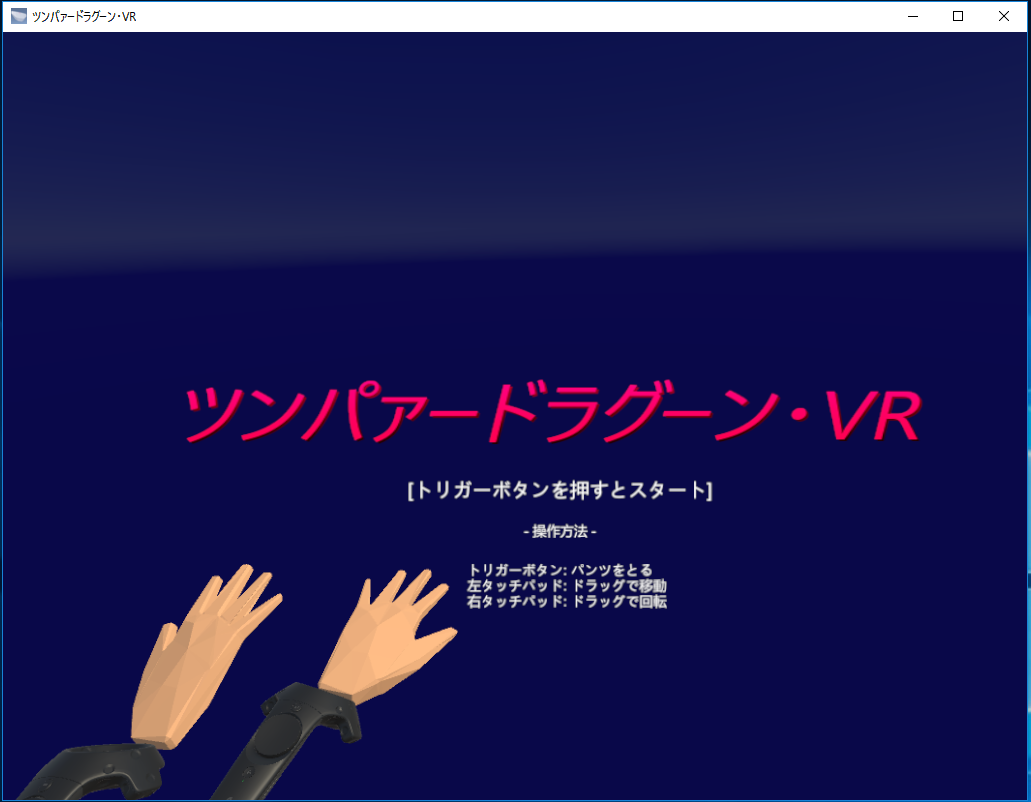 ツンパァードラグーン・VR
ツンパァードラグーン・VR
[トリガーボタンを押すとスタート]
- 操作方法 -
トリガーボタン: パンツをとる
左タッチパッド: ドラッグで移動
右タッチパッド: ドラッグで回転